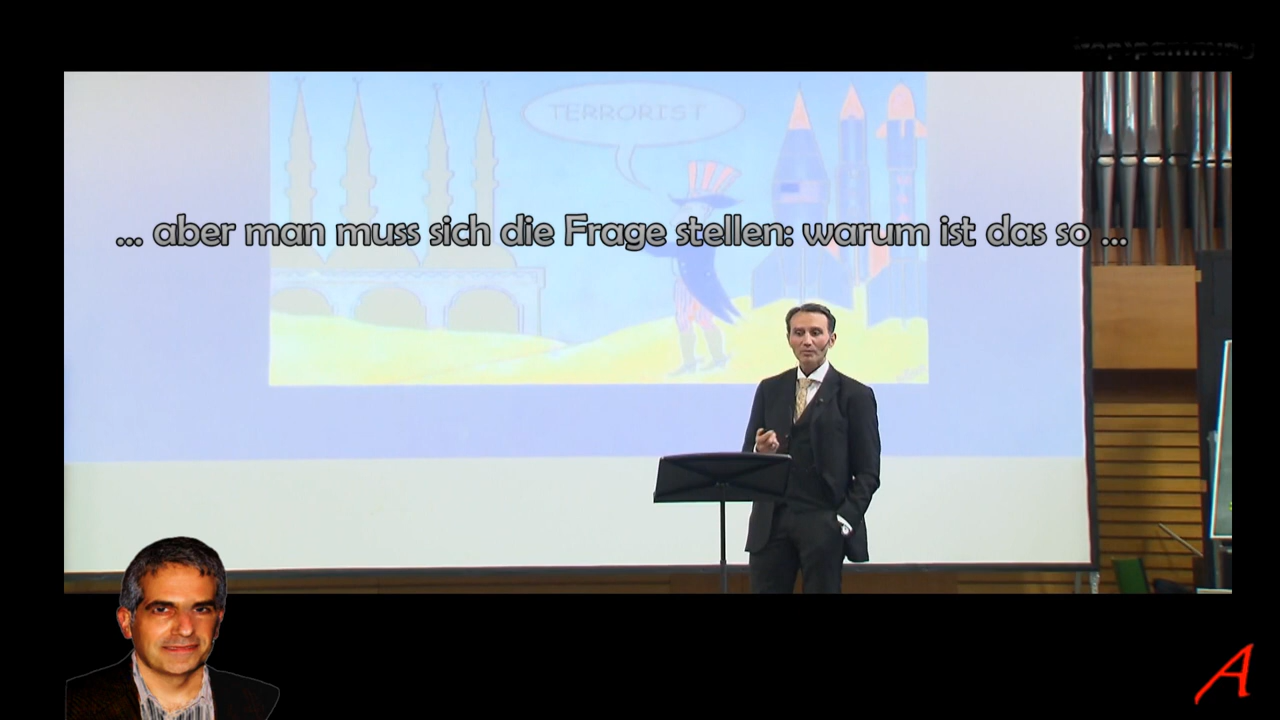 TERRORIST
... aber man muss sich die Frage stellen: warum ist das so ...
A